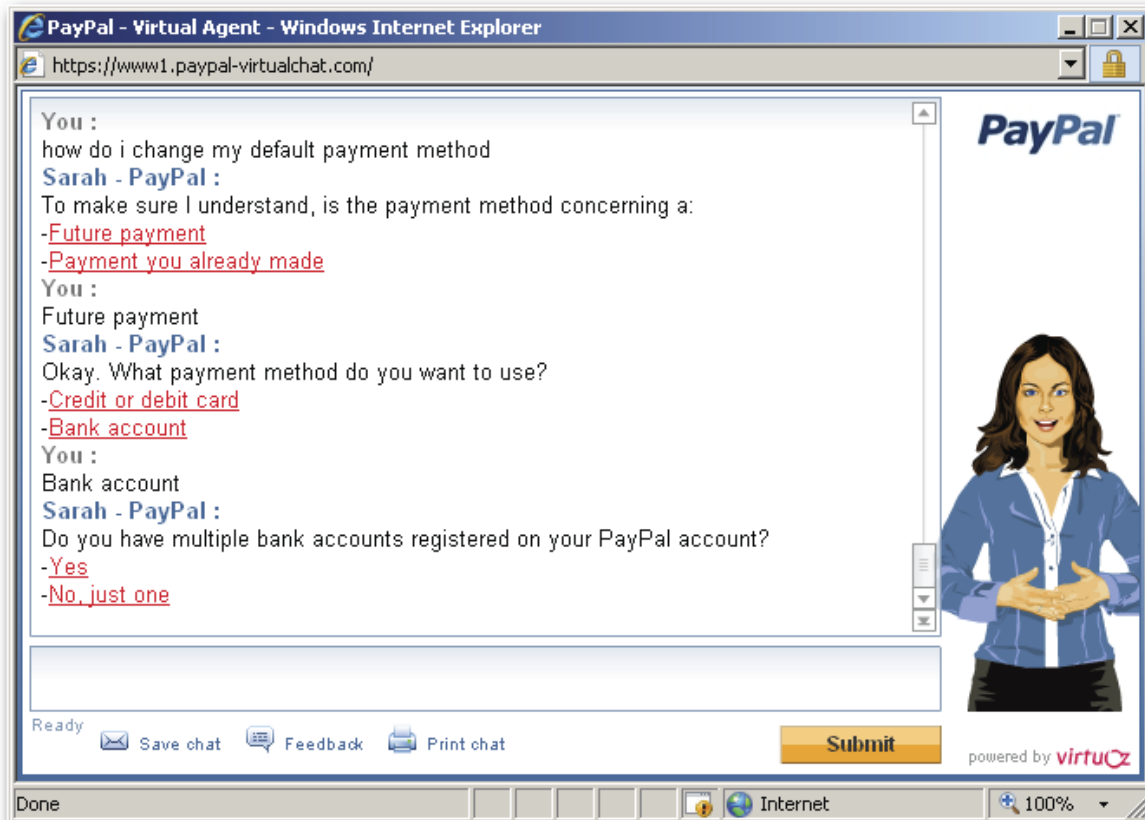 PayPal - Virtual Agent - Windows Internet Explorer
https://www1.paypal-virtualchat.com/
You :
how do i change my default payment method
Sarah - PayPal :
To make sure I understand, is the payment method concerning a:
-Future payment
-Payment you already made
You :
Future payment
Sarah - PayPal :
Okay. What payment method do you want to use?
-Credit or debit card
-Bank account
You :
Bank account
Sarah - PayPal :
Do you have multiple bank accounts registered on your PayPal account?
-Yes
-No, just one
PayPal
Ready
Save chat Feedback Print chat
Submit
powered by virtuOz
Done Internet 100%